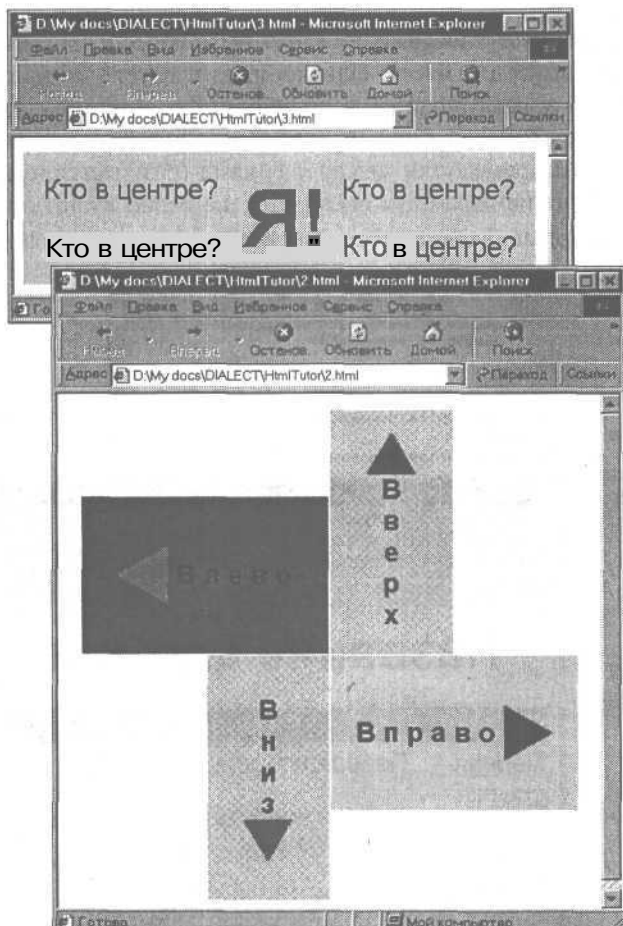 D:\My docs\DIALECT\HtmlTutor\3.html - Microsoft Internet Explorer
Файл Правка Вид Избранное Сервис Справка
Назад Вперед Останов. Обновить Домой Поиск
Адрес D:\My docs\DIALECT\HtmlTutor\3.html Переход Ссылки
Кто в центре? Я! Кто в центре?
Кто в центре? Кто в центре?
D:\My docs\DIALECT\HtmlTutor\2.html - Microsoft Internet Explorer
Файл Правка Вид Избранное Сервис Справка
Назад Вперед Останов. Обновить Домой Поиск
Адрес D:\My docs\DIALECT\HtmlTutor\2.html Переход Ссылки
Вверх
Влево
Вниз
Вправо
Готово Мой компьютер